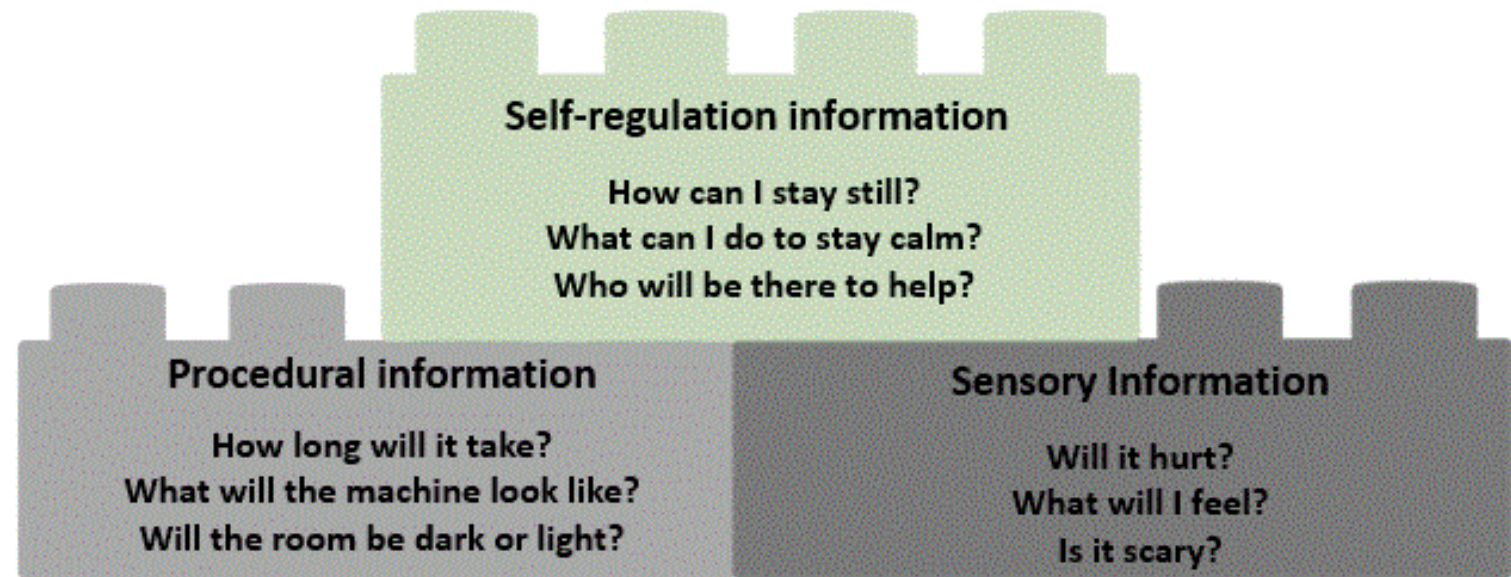 Self-regulation information
How can I stay still?
What can I do to stay calm?
Who will be there to help?
Procedural information
How long will it take?
What will the machine look like?
Will the room be dark or light?
Sensory Information
Will it hurt?
What will I feel?
Is it scary?